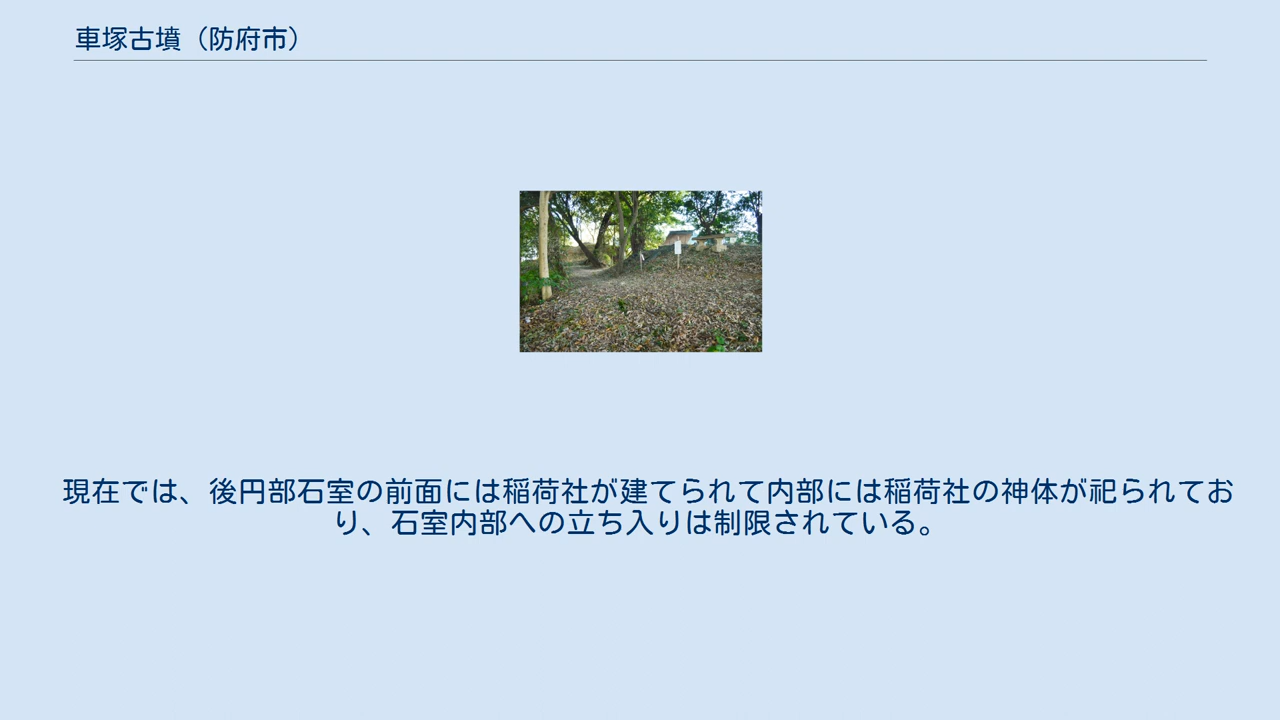 車塚古墳（防府市）
現在では、後円部石室の前面には稲荷社が建てられて内部には稲荷社の神体が祀られてお
り、石室内部への立ち入りは制限されている。